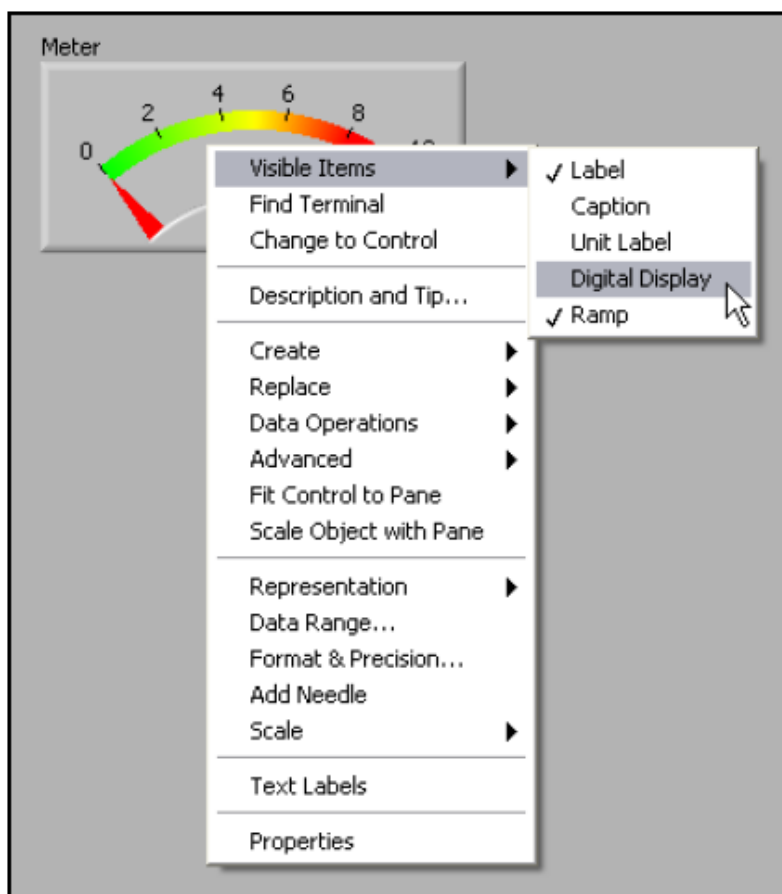 Meter
0 2 4 6 8
Visible Items
Find Terminal
Change to Control
Description and Tip...
Create
Replace
Data Operations
Advanced
Fit Control to Pane
Scale Object with Pane
Representation
Data Range...
Format & Precision...
Add Needle
Scale
Text Labels
Properties
Label
Caption
Unit Label
Digital Display
Ramp